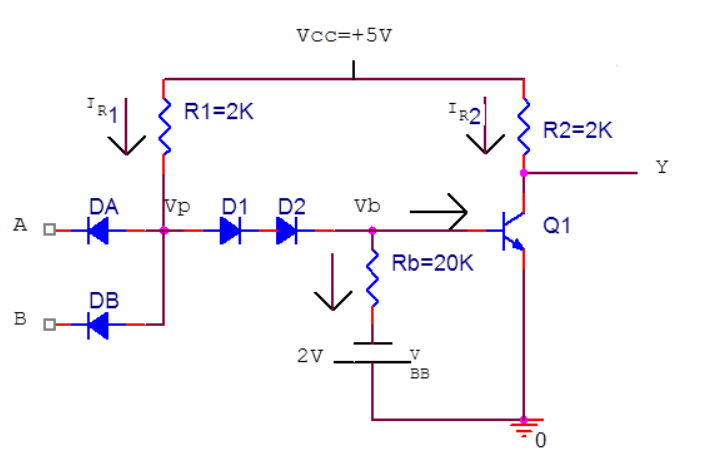 Vcc=+5V
IR1
R1=2K
IR2
R2=2K
Y
A
DA
Vp
D1
D2
Vb
Q1
B
DB
Rb=20K
2V
V
BB
0